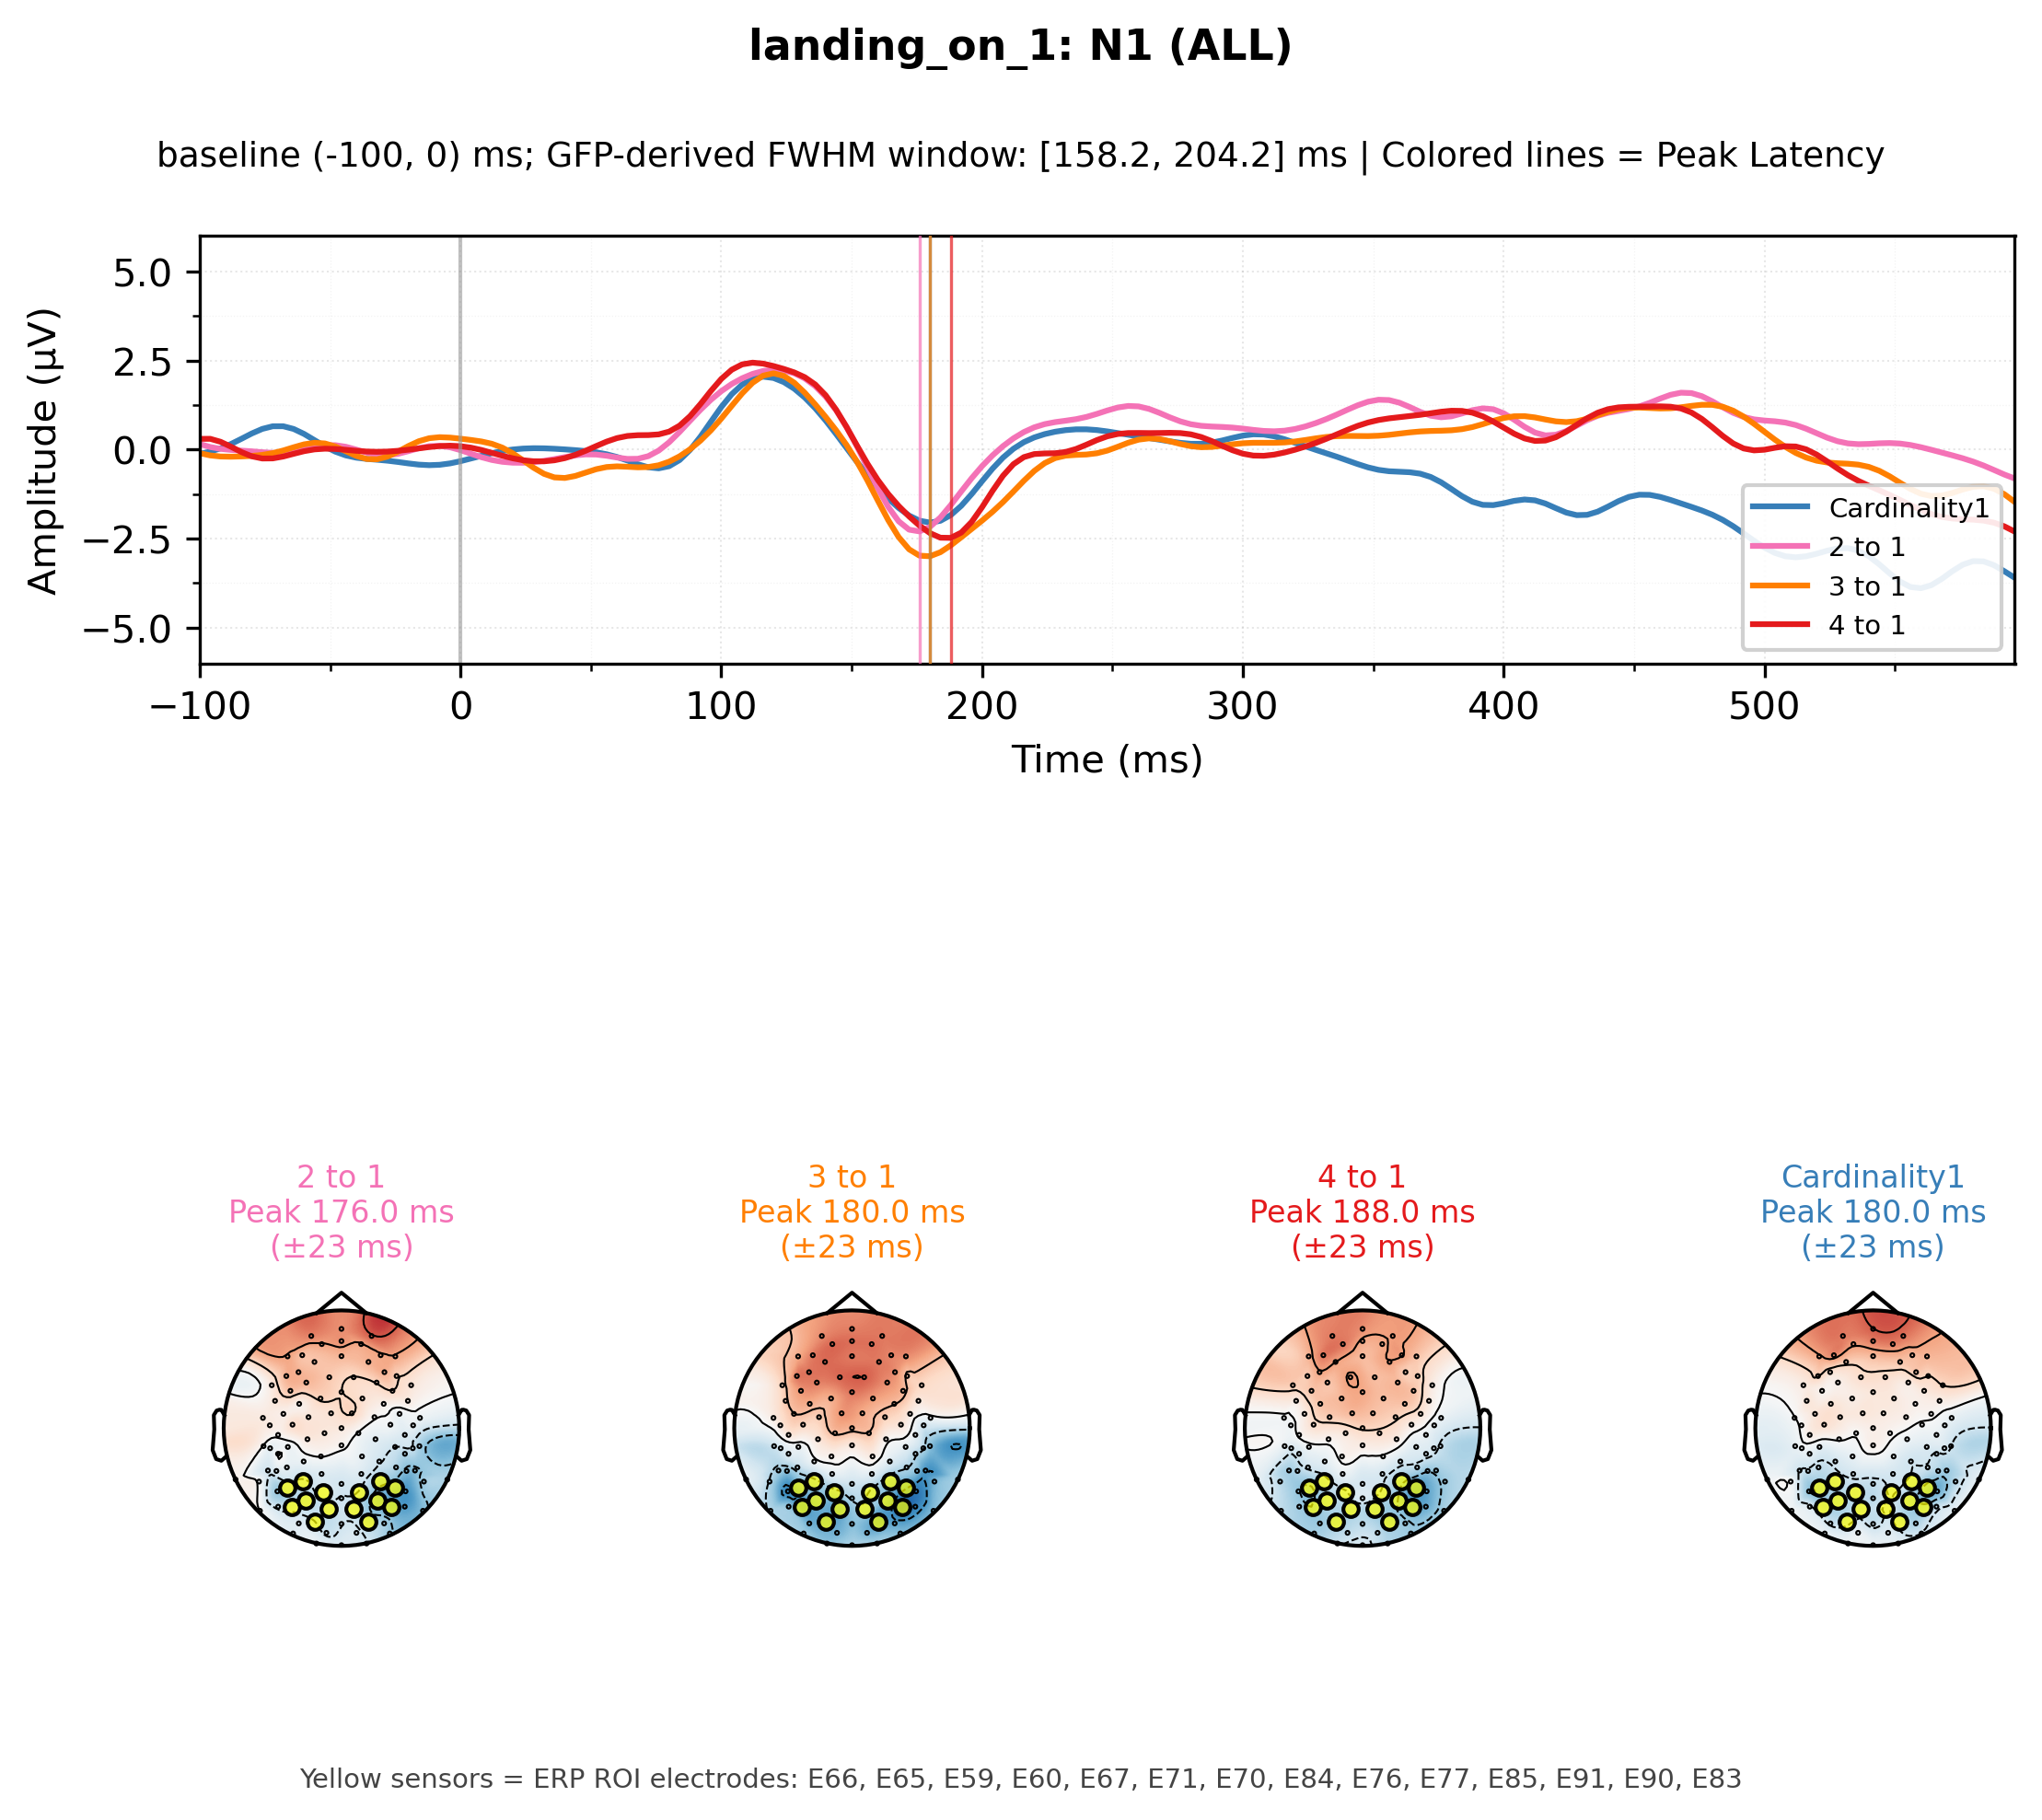 landing_on_1: N1 (ALL)
baseline (-100, 0) ms; GFP-derived FWHM window: [158.2, 204.2] ms | Colored lines = Peak Latency
Amplitude (µV)
5.0
2.5
0.0
−2.5
−5.0
Cardinality1
2 to 1
3 to 1
4 to 1
−100 0 100 200 300 400 500
Time (ms)
2 to 1
Peak 176.0 ms
(±23 ms)
3 to 1
Peak 180.0 ms
(±23 ms)
4 to 1
Peak 188.0 ms
(±23 ms)
Cardinality1
Peak 180.0 ms
(±23 ms)
Yellow sensors = ERP ROI electrodes: E66, E65, E59, E60, E67, E71, E70, E84, E76, E77, E85, E91, E90, E83